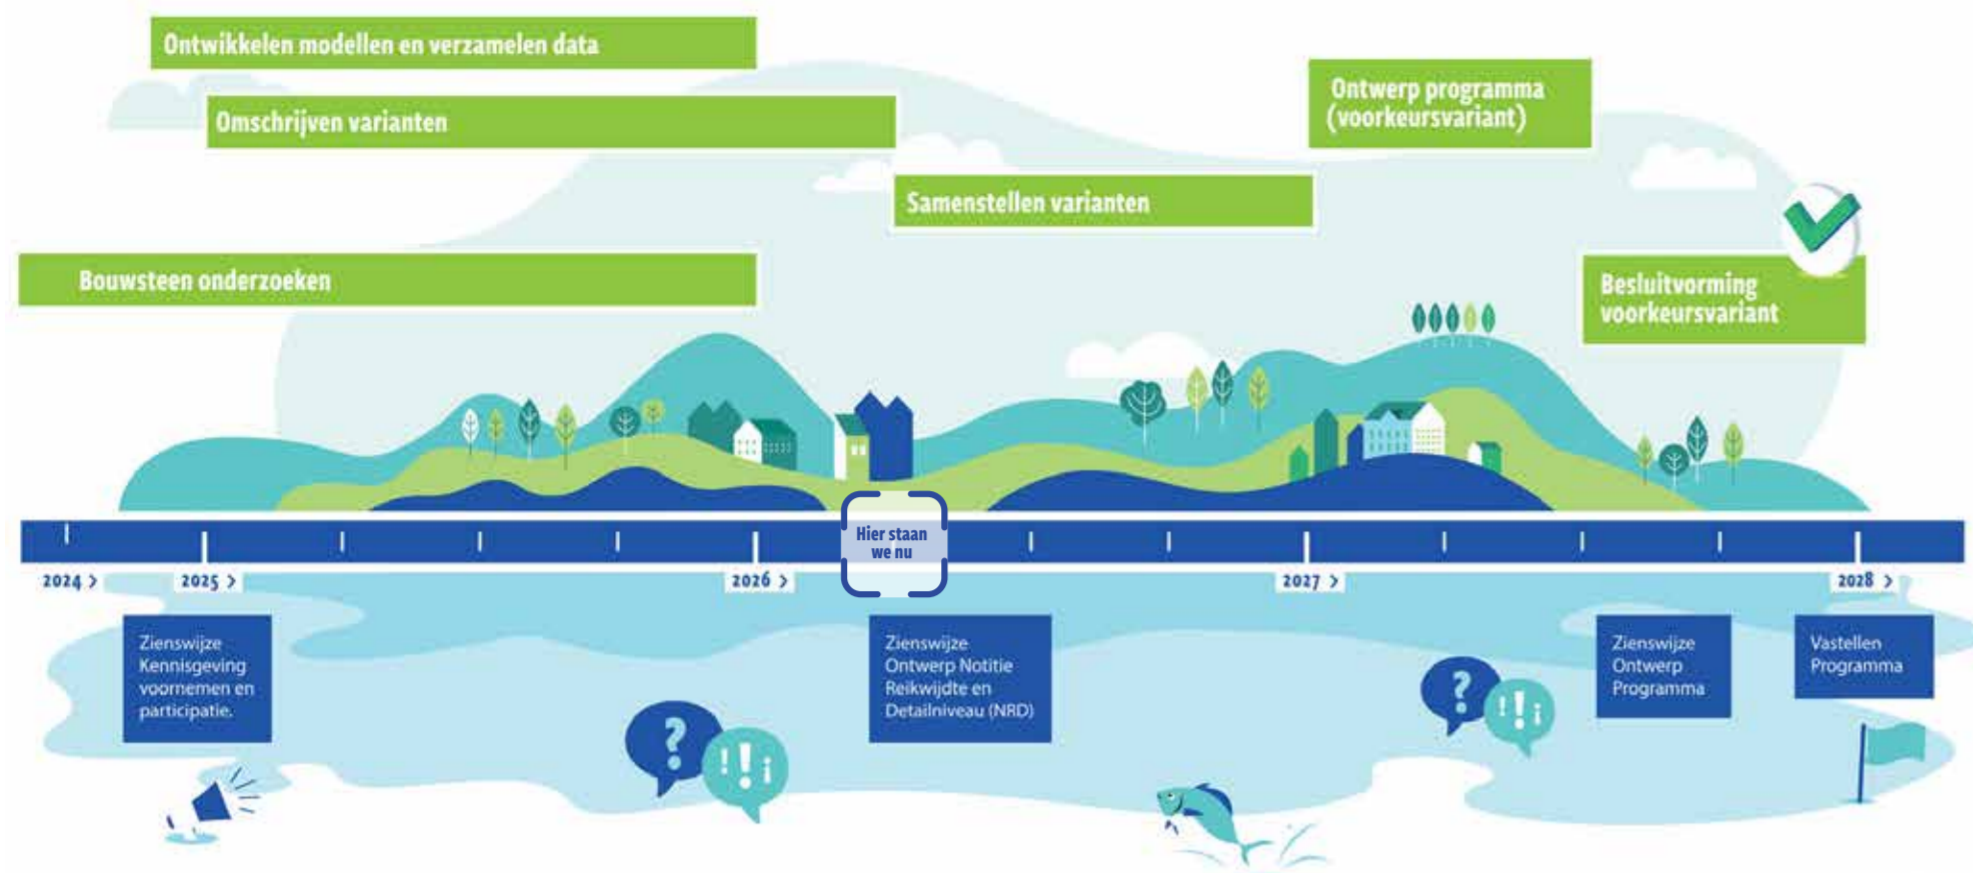 Ontwikkelen modellen en verzamelen data
Omschrijven varianten
Ontwerp programma
(voorkeursvariant)
Samenstellen varianten
Bouwsteen onderzoeken
Besluitvorming
voorkeursvariant
Hier staan
we nu
2024 >
2025 >
2026 >
2027 >
2028 >
Zienswijze
Kennisgeving
voornemen en
participatie.
Zienswijze
Ontwerp Notitie
Reikwijdte en
Detailniveau (NRD)
Zienswijze
Ontwerp
Programma
Vastellen
Programma
?
!!¡
?
!!¡